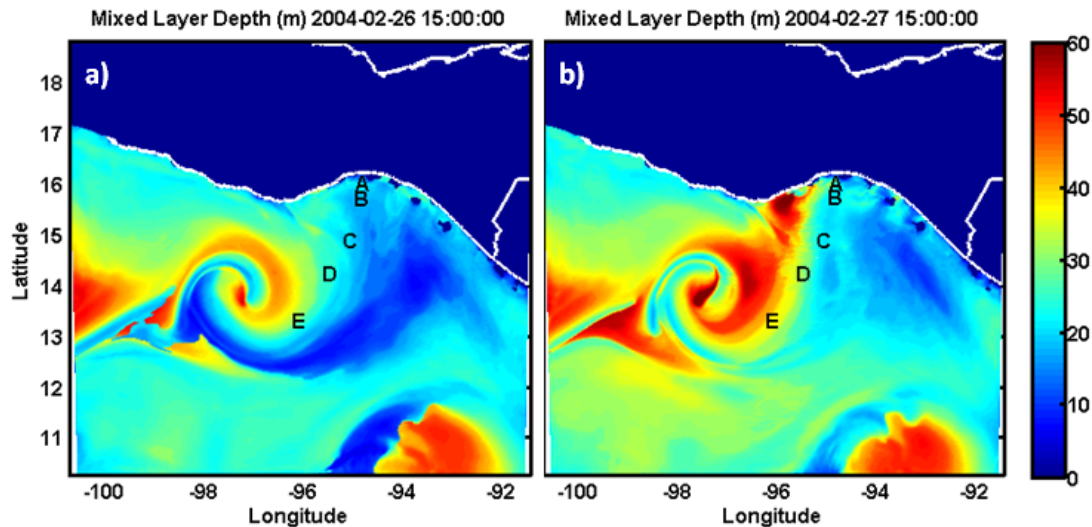 Mixed Layer Depth (m) 2004-02-26 15:00:00
Mixed Layer Depth (m) 2004-02-27 15:00:00
a)
b)
A
B
C
D
E
A
B
C
D
E
18
17
16
15
14
13
12
11
Latitude
-100 -98 -96 -94 -92
-100 -98 -96 -94 -92
Longitude
Longitude
60
50
40
30
20
10
0